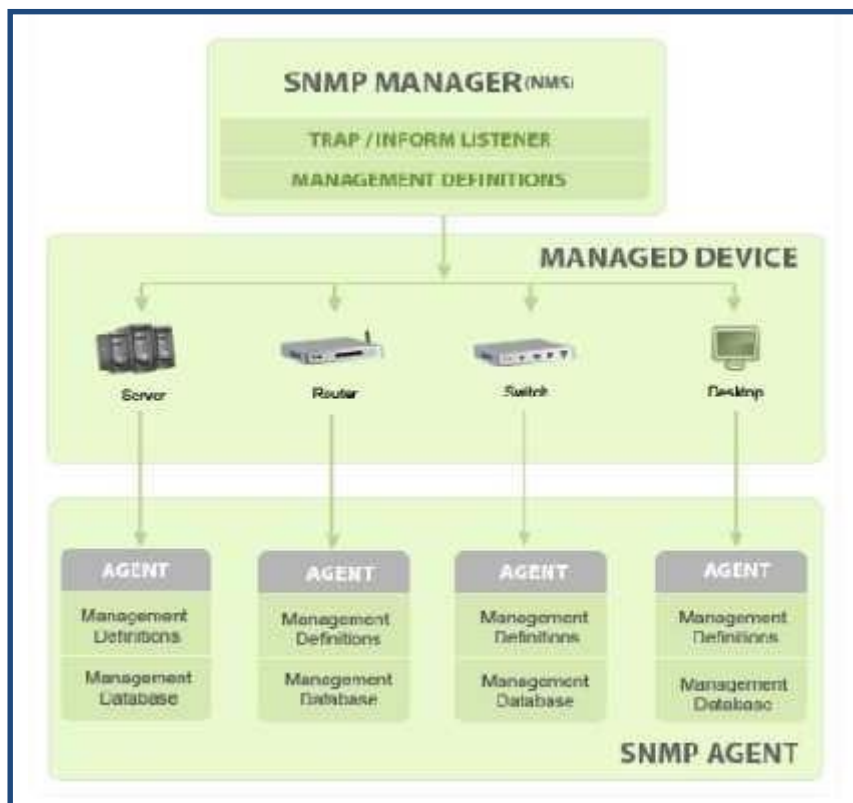 SNMP MANAGER (NMS)
TRAP / INFORM LISTENER
MANAGEMENT DEFINITIONS
MANAGED DEVICE
Server
Router
Switch
Desktop
AGENT
Management
Definitions
Management
Database
AGENT
Management
Definitions
Management
Database
AGENT
Management
Definitions
Management
Database
AGENT
Management
Definitions
Management
Database
SNMP AGENT